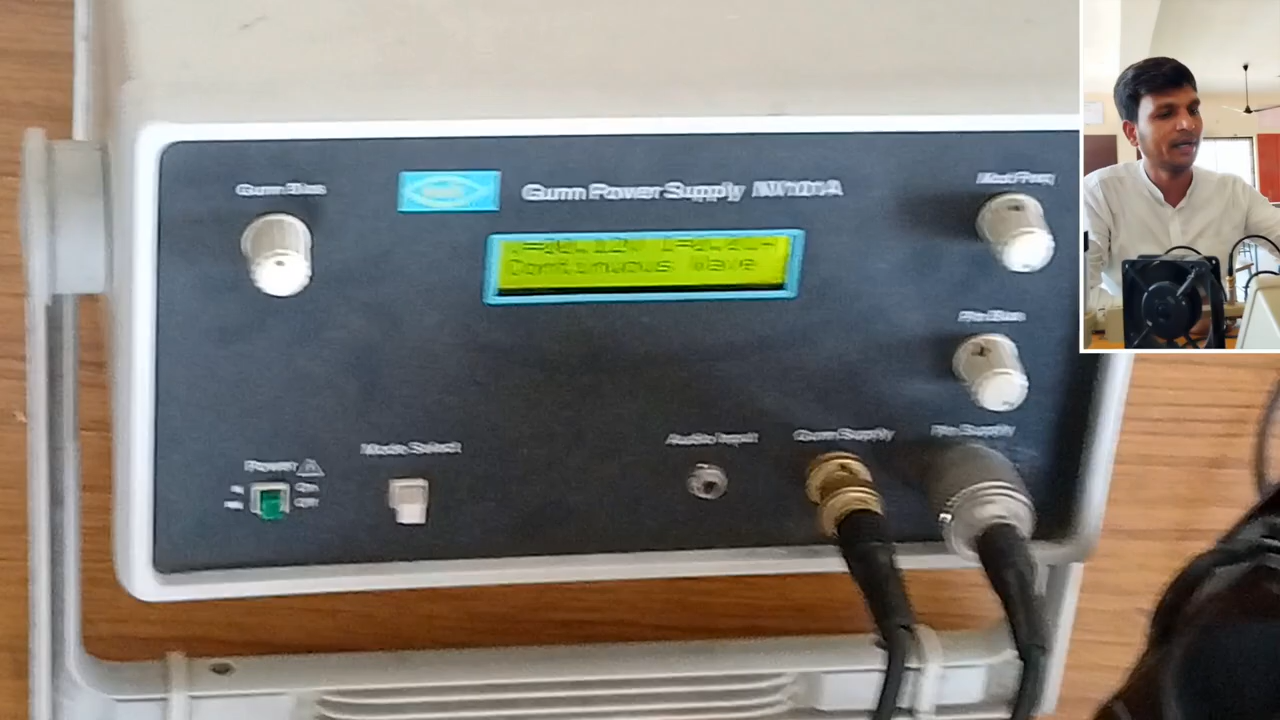 Gunn Bias
Gunn Power Supply NV101A
Mod Freq
Continuous Wave
Pin Bias
Mode Select
Audio Input
Gunn Supply
Pin Supply
Power
On
Off